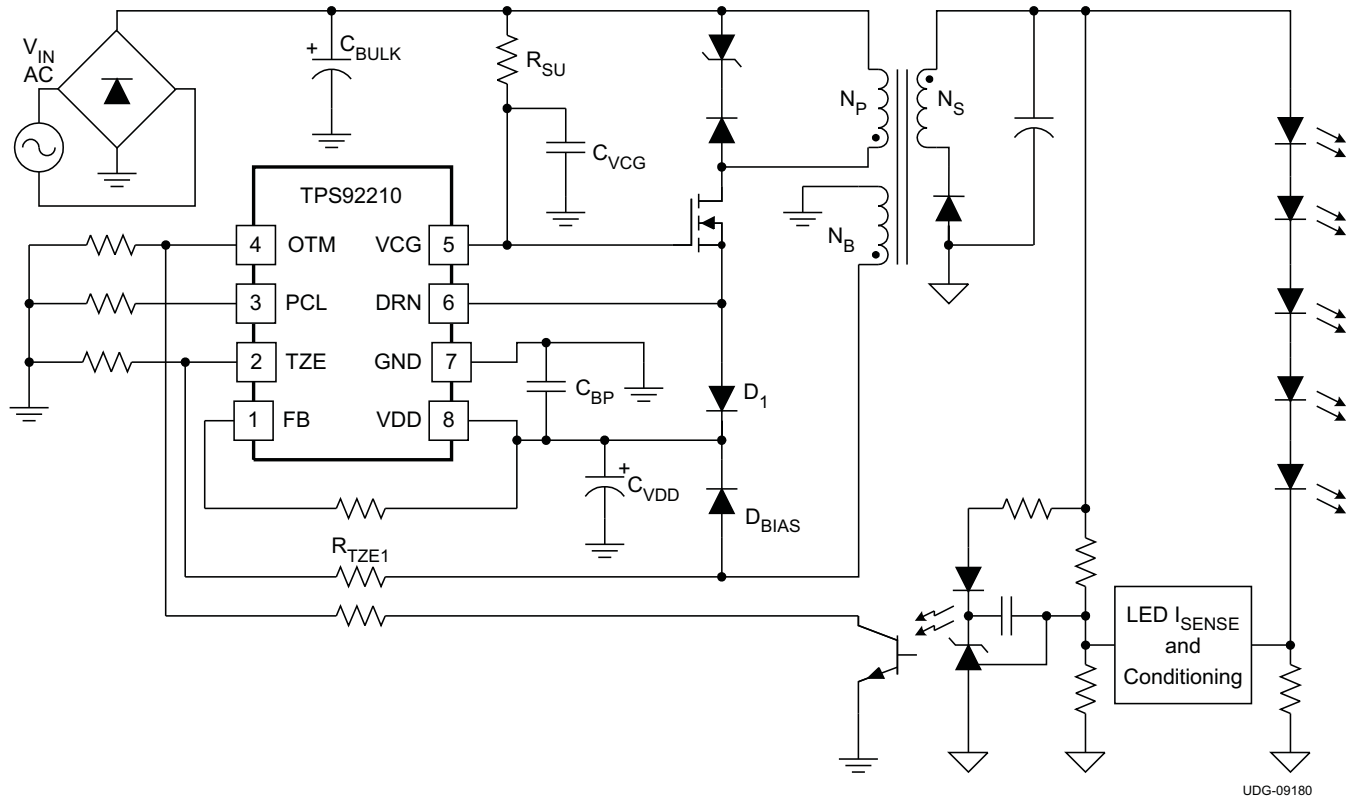 V_IN
AC
C_BULK
R_SU
C_VCG
N_P
N_S
N_B
TPS92210
4 OTM VCG 5
3 PCL DRN 6
2 TZE GND 7
1 FB VDD 8
C_BP
D_1
C_VDD
D_BIAS
R_TZE1
LED I_SENSE
and
Conditioning
UDG-09180